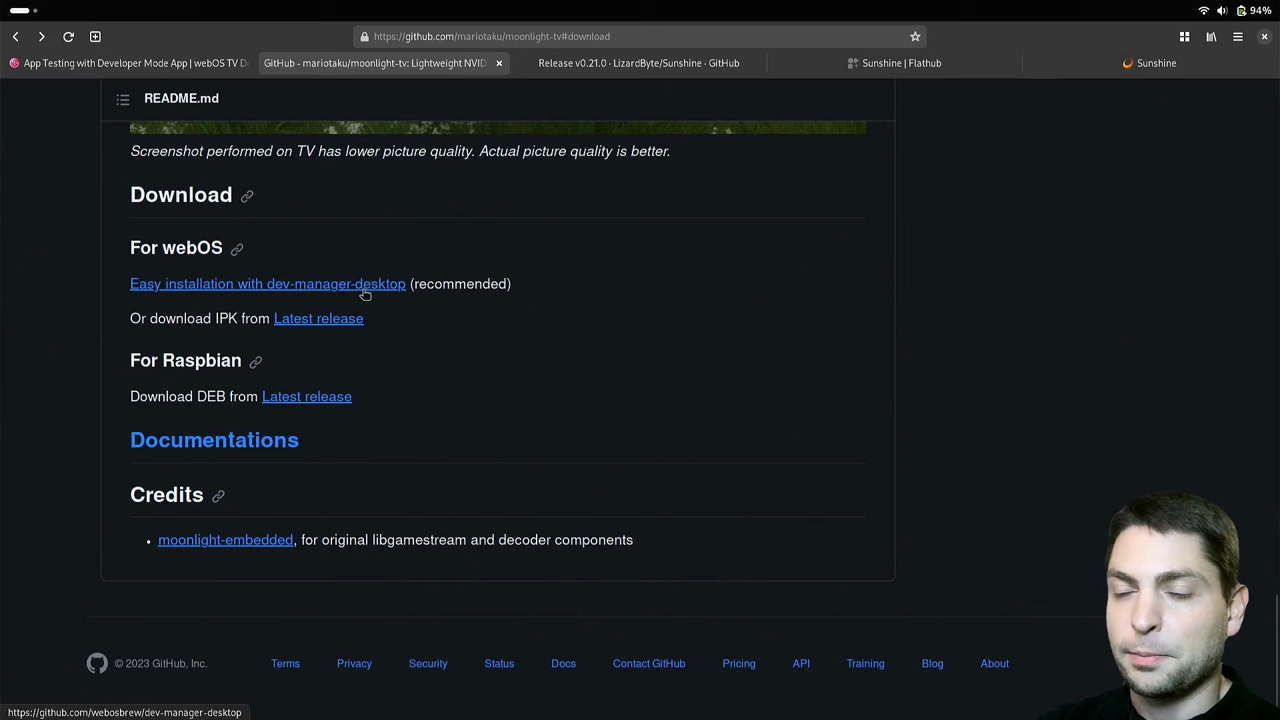 94%
https://github.com/mariotaku/moonlight-tv#download
App Testing with Developer Mode App | webOS TV D
GitHub - mariotaku/moonlight-tv: Lightweight NVID
Release v0.21.0 · LizardByte/Sunshine · GitHub
Sunshine | Flathub
Sunshine
README.md
Screenshot performed on TV has lower picture quality. Actual picture quality is better.
Download
For webOS
Easy installation with dev-manager-desktop (recommended)
Or download IPK from Latest release
For Raspbian
Download DEB from Latest release
Documentations
Credits
• moonlight-embedded, for original libgamestream and decoder components
© 2023 GitHub, Inc. Terms Privacy Security Status Docs Contact GitHub Pricing API Training Blog About
https://github.com/webosbrew/dev-manager-desktop